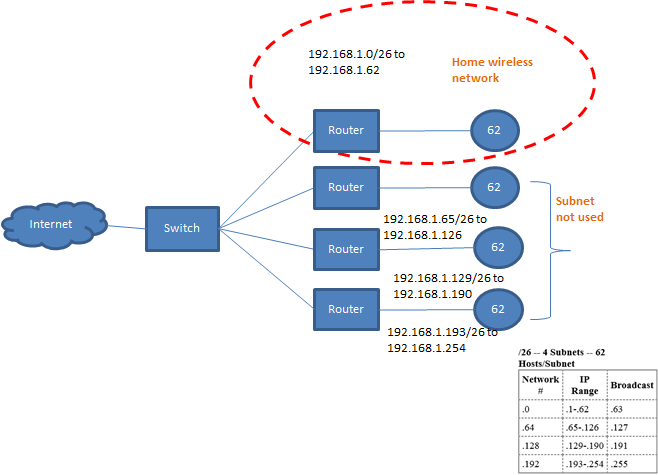 192.168.1.0/26 to
192.168.1.62
Home wireless
network
Router
62
Router
62
Subnet
not used
Internet
Switch
192.168.1.65/26 to
192.168.1.126
Router
62
192.168.1.129/26 to
192.168.1.190
Router
62
192.168.1.193/26 to
192.168.1.254
/26 -- 4 Subnets -- 62
Hosts/Subnet
Network # IP Range Broadcast
.0 .1-.62 .63
.64 .65-.126 .127
.128 .129-.190 .191
.192 .193-.254 .255